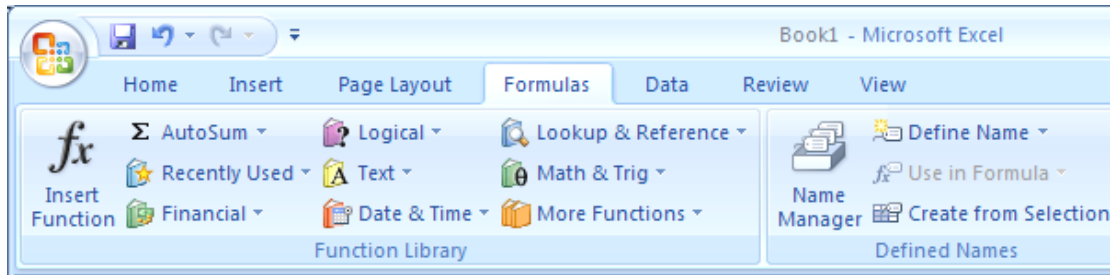 Book1 - Microsoft Excel
Home Insert Page Layout Formulas Data Review View
fx Insert Function
Σ AutoSum
Recently Used
Financial
Logical
Text
Date & Time
Lookup & Reference
Math & Trig
More Functions
Function Library
Name Manager
Define Name
Use in Formula
Create from Selection
Defined Names